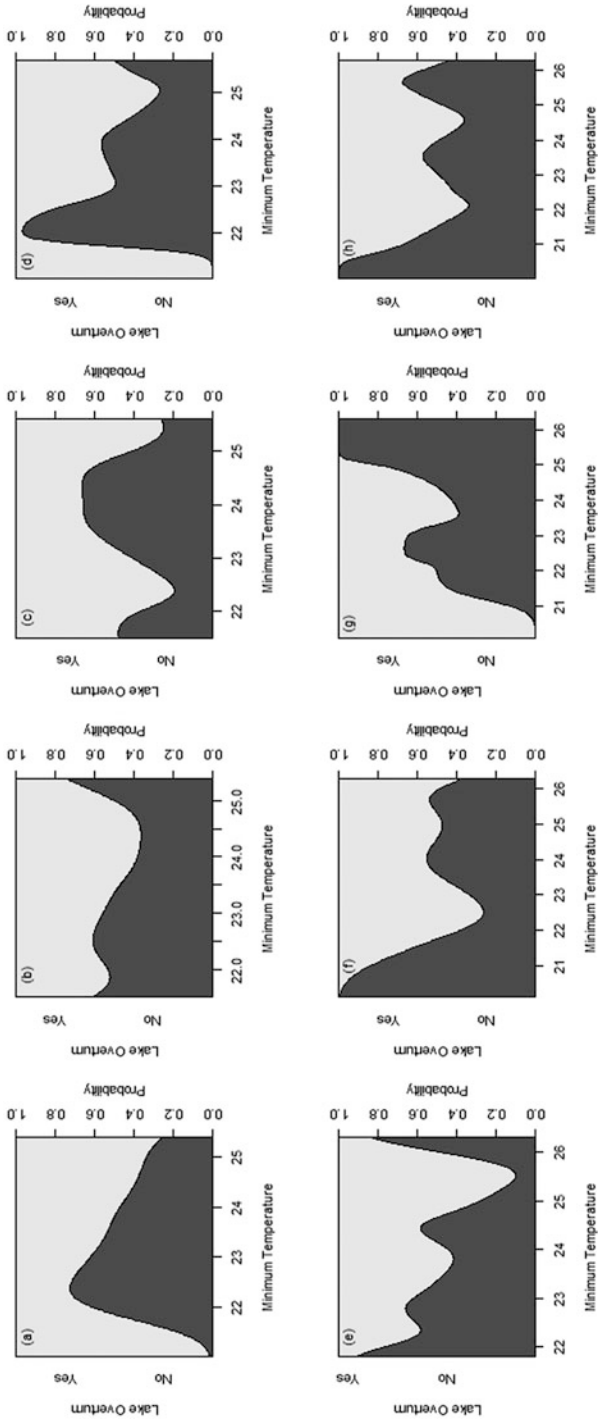 (a)
Lake Overturn
No Yes
Probability
0.0 0.2 0.4 0.6 0.8 1.0
22 23 24 25
Minimum Temperature
(b)
Lake Overturn
No Yes
Probability
0.0 0.2 0.4 0.6 0.8 1.0
22.0 23.0 24.0 25.0
Minimum Temperature
(c)
Lake Overturn
No Yes
Probability
0.0 0.2 0.4 0.6 0.8 1.0
22 23 24 25
Minimum Temperature
(d)
Lake Overturn
No Yes
Probability
0.0 0.2 0.4 0.6 0.8 1.0
22 23 24 25
Minimum Temperature
(e)
Lake Overturn
No Yes
Probability
0.0 0.2 0.4 0.6 0.8 1.0
22 23 24 25 26
Minimum Temperature
(f)
Lake Overturn
No Yes
Probability
0.0 0.2 0.4 0.6 0.8 1.0
21 22 23 24 25 26
Minimum Temperature
(g)
Lake Overturn
No Yes
Probability
0.0 0.2 0.4 0.6 0.8 1.0
21 22 23 24 25 26
Minimum Temperature
(h)
Lake Overturn
No Yes
Probability
0.0 0.2 0.4 0.6 0.8 1.0
21 22 23 24 25 26
Minimum Temperature